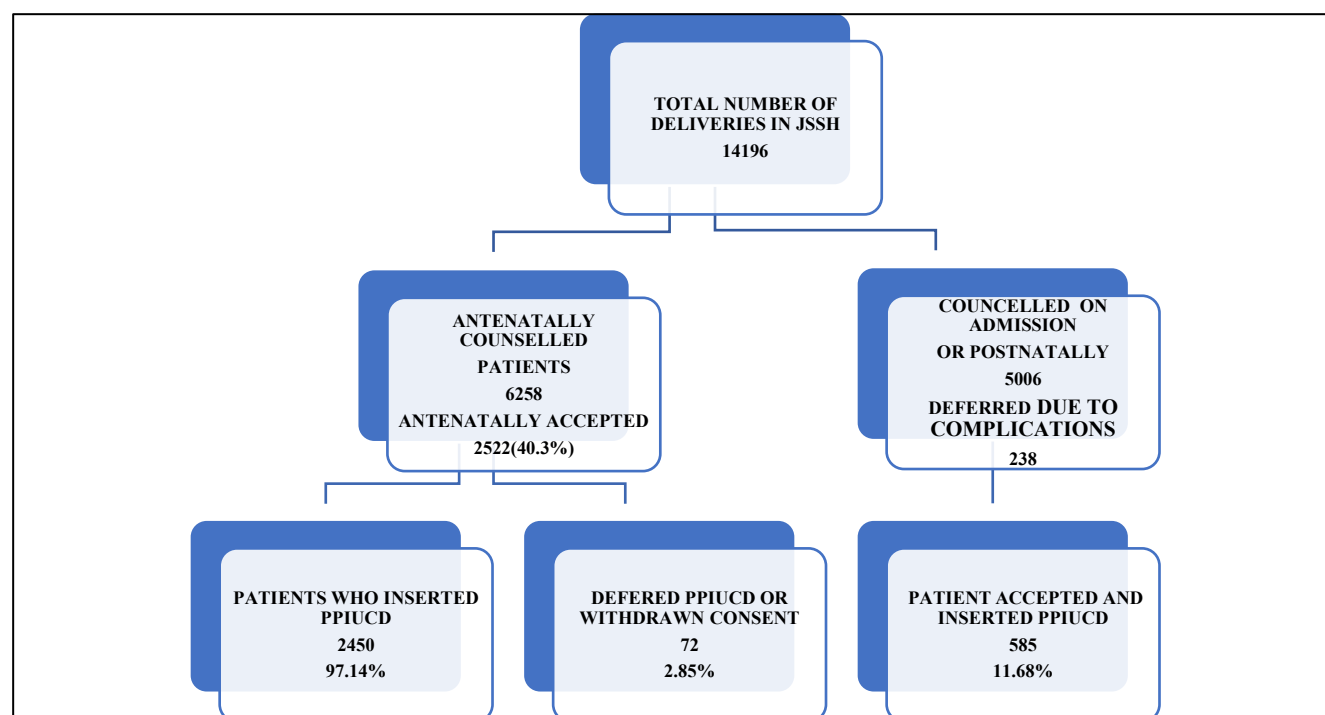 TOTAL NUMBER OF
DELIVERIES IN JSSH
14196
ANTENATALLY
COUNSELLED
PATIENTS
6258
ANTENATALLY ACCEPTED
2522(40.3%)
COUNCELLED ON
ADMISSION
OR POSTNATALLY
5006
DEFERRED DUE TO
COMPLICATIONS
238
PATIENTS WHO INSERTED
PPIUCD
2450
97.14%
DEFERED PPIUCD OR
WITHDRAWN CONSENT
72
2.85%
PATIENT ACCEPTED AND
INSERTED PPIUCD
585
11.68%